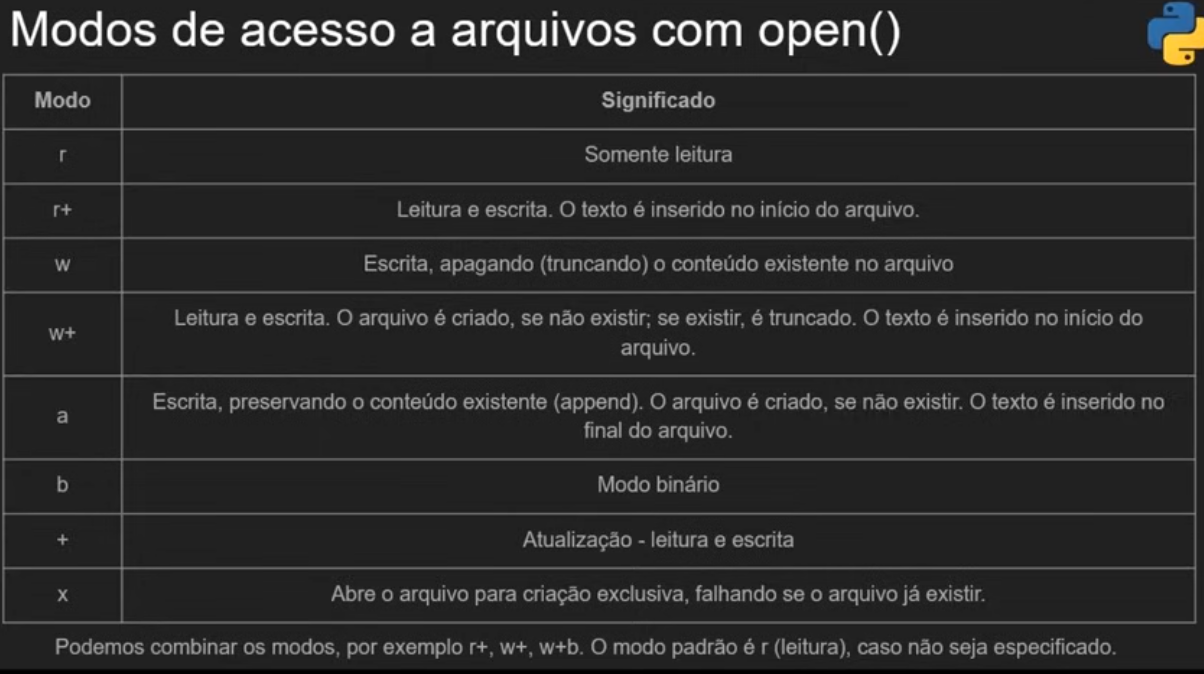 Modos de acesso a arquivos com open()
Modo Significado
r Somente leitura
r+ Leitura e escrita. O texto é inserido no início do arquivo.
w Escrita, apagando (truncando) o conteúdo existente no arquivo
w+ Leitura e escrita. O arquivo é criado, se não existir; se existir, é truncado. O texto é inserido no início do
arquivo.
a Escrita, preservando o conteúdo existente (append). O arquivo é criado, se não existir. O texto é inserido no
final do arquivo.
b Modo binário
+ Atualização - leitura e escrita
x Abre o arquivo para criação exclusiva, falhando se o arquivo já existir.
Podemos combinar os modos, por exemplo r+, w+, w+b. O modo padrão é r (leitura), caso não seja especificado.